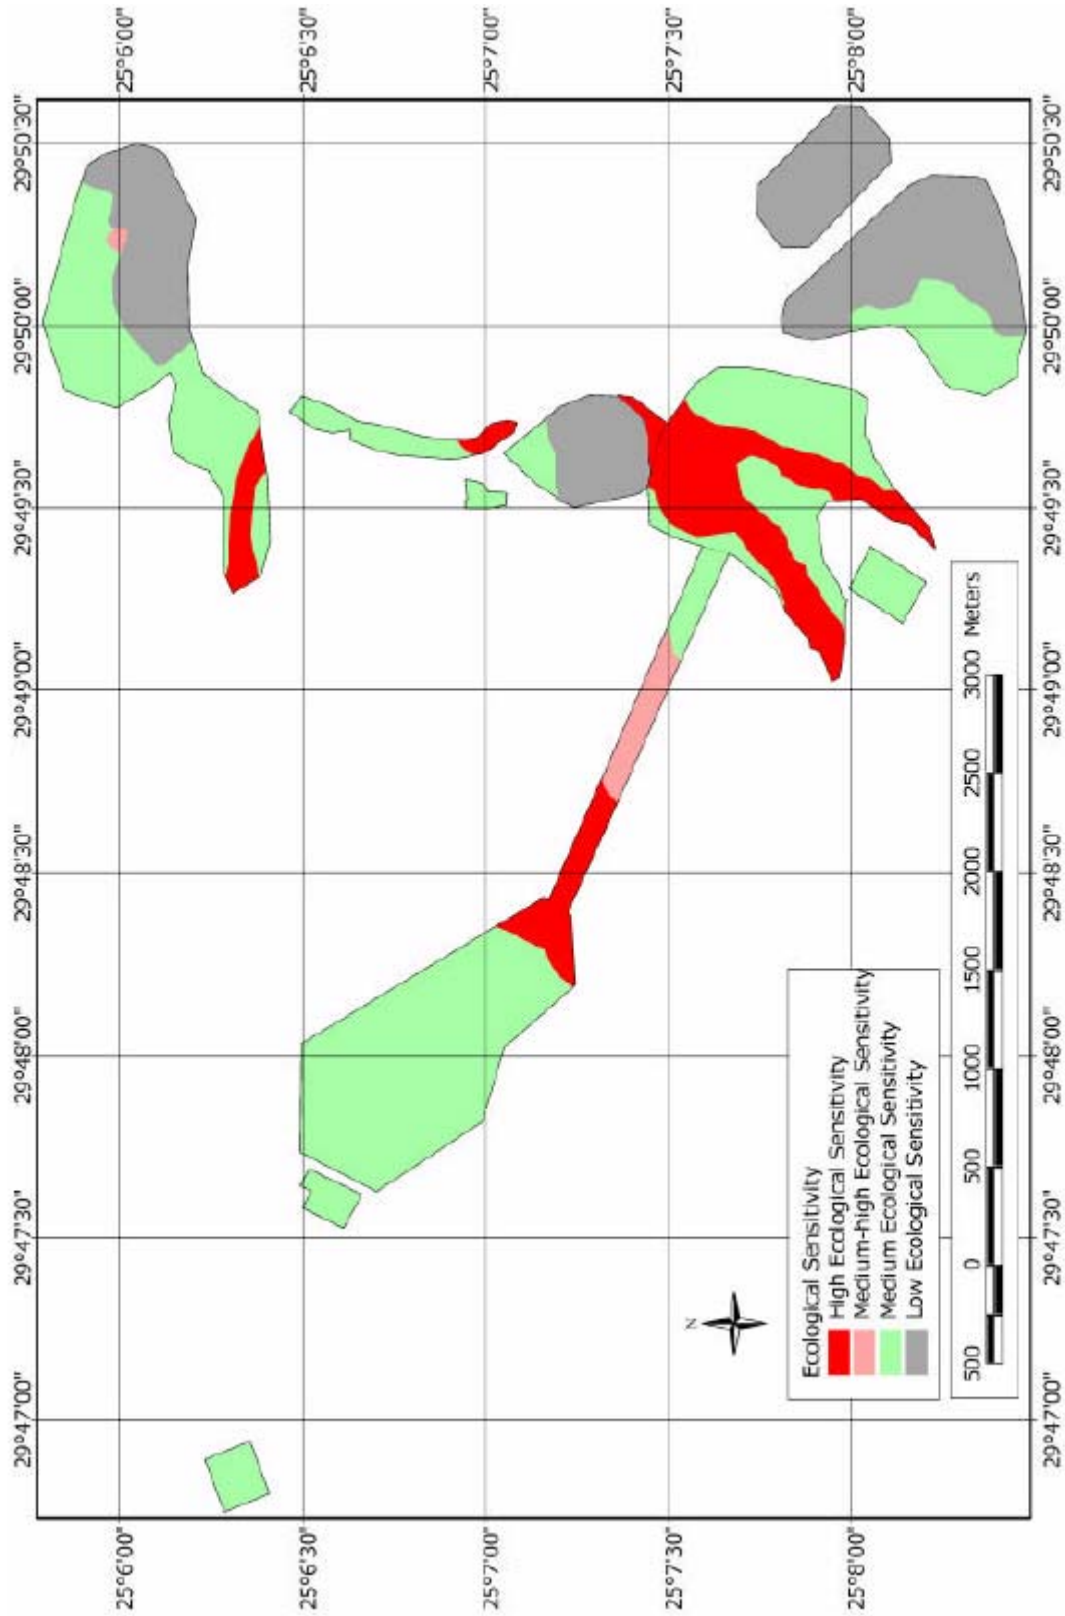 29°47'00" 29°47'30" 29°48'00" 29°48'30" 29°49'00" 29°49'30" 29°50'00" 29°50'30"
25°6'00" 25°6'00"
25°6'30" 25°6'30"
25°7'00" 25°7'00"
25°7'30" 25°7'30"
N
Ecological Sensitivity
High Ecological Sensitivity
Medium-high Ecological Sensitivity
Medium Ecological Sensitivity
Low Ecological Sensitivity
25°8'00" 25°8'00"
500 0 500 1000 1500 2000 2500 3000 Meters
29°47'00" 29°47'30" 29°48'00" 29°48'30" 29°49'00" 29°49'30" 29°50'00" 29°50'30"